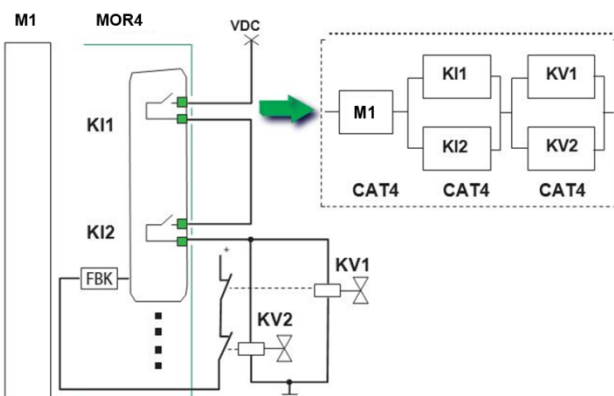 M1
MOR4
VDC
KI1
KI2
FBK
+
KV1
KV2
M1
KI1
KI2
KV1
KV2
CAT4
CAT4
CAT4